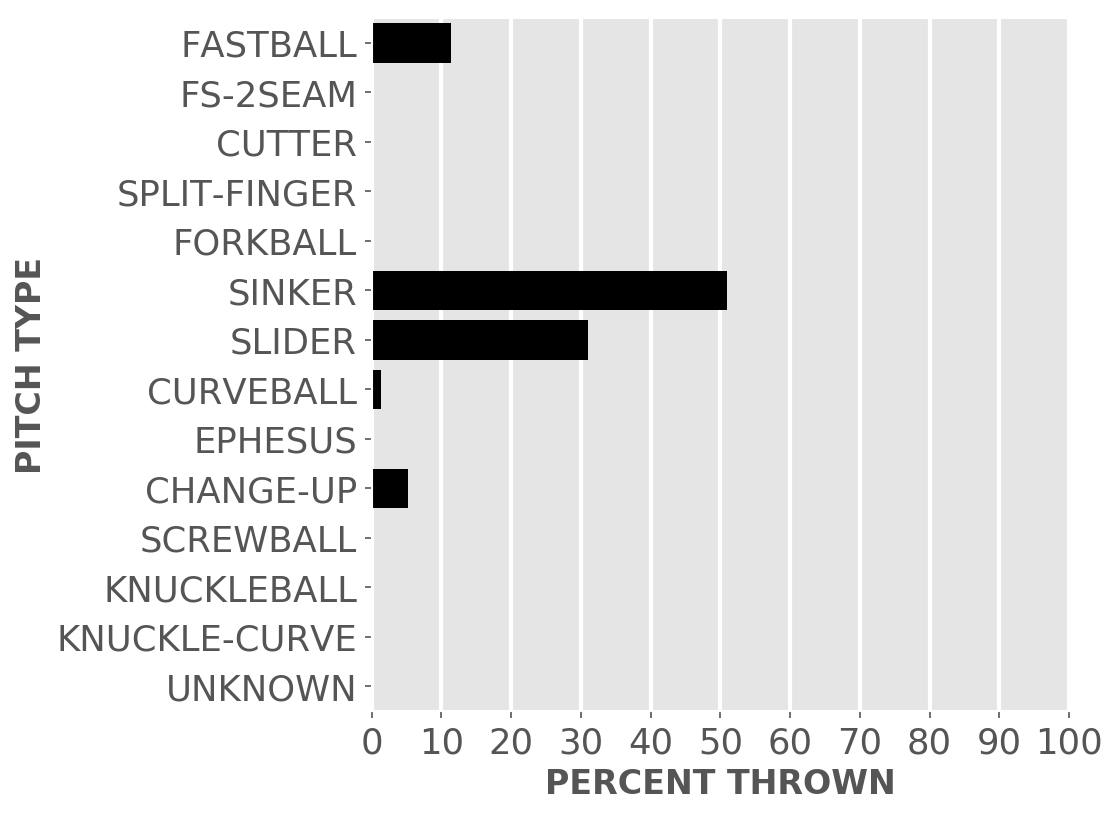 FASTBALL
FS-2SEAM
CUTTER
SPLIT-FINGER
FORKBALL
SINKER
SLIDER
CURVEBALL
EPHESUS
CHANGE-UP
SCREWBALL
KNUCKLEBALL
KNUCKLE-CURVE
UNKNOWN
PITCH TYPE
0 10 20 30 40 50 60 70 80 90 100
PERCENT THROWN